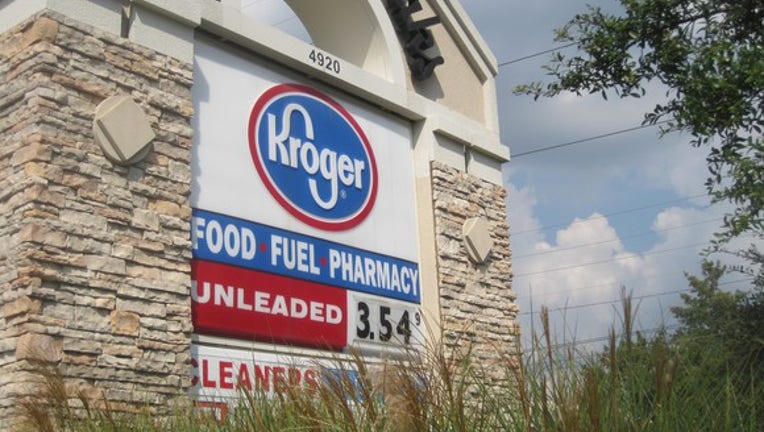 4920
Kroger®
FOOD • FUEL • PHARMACY
UNLEADED 3.54 9
CLEANERS